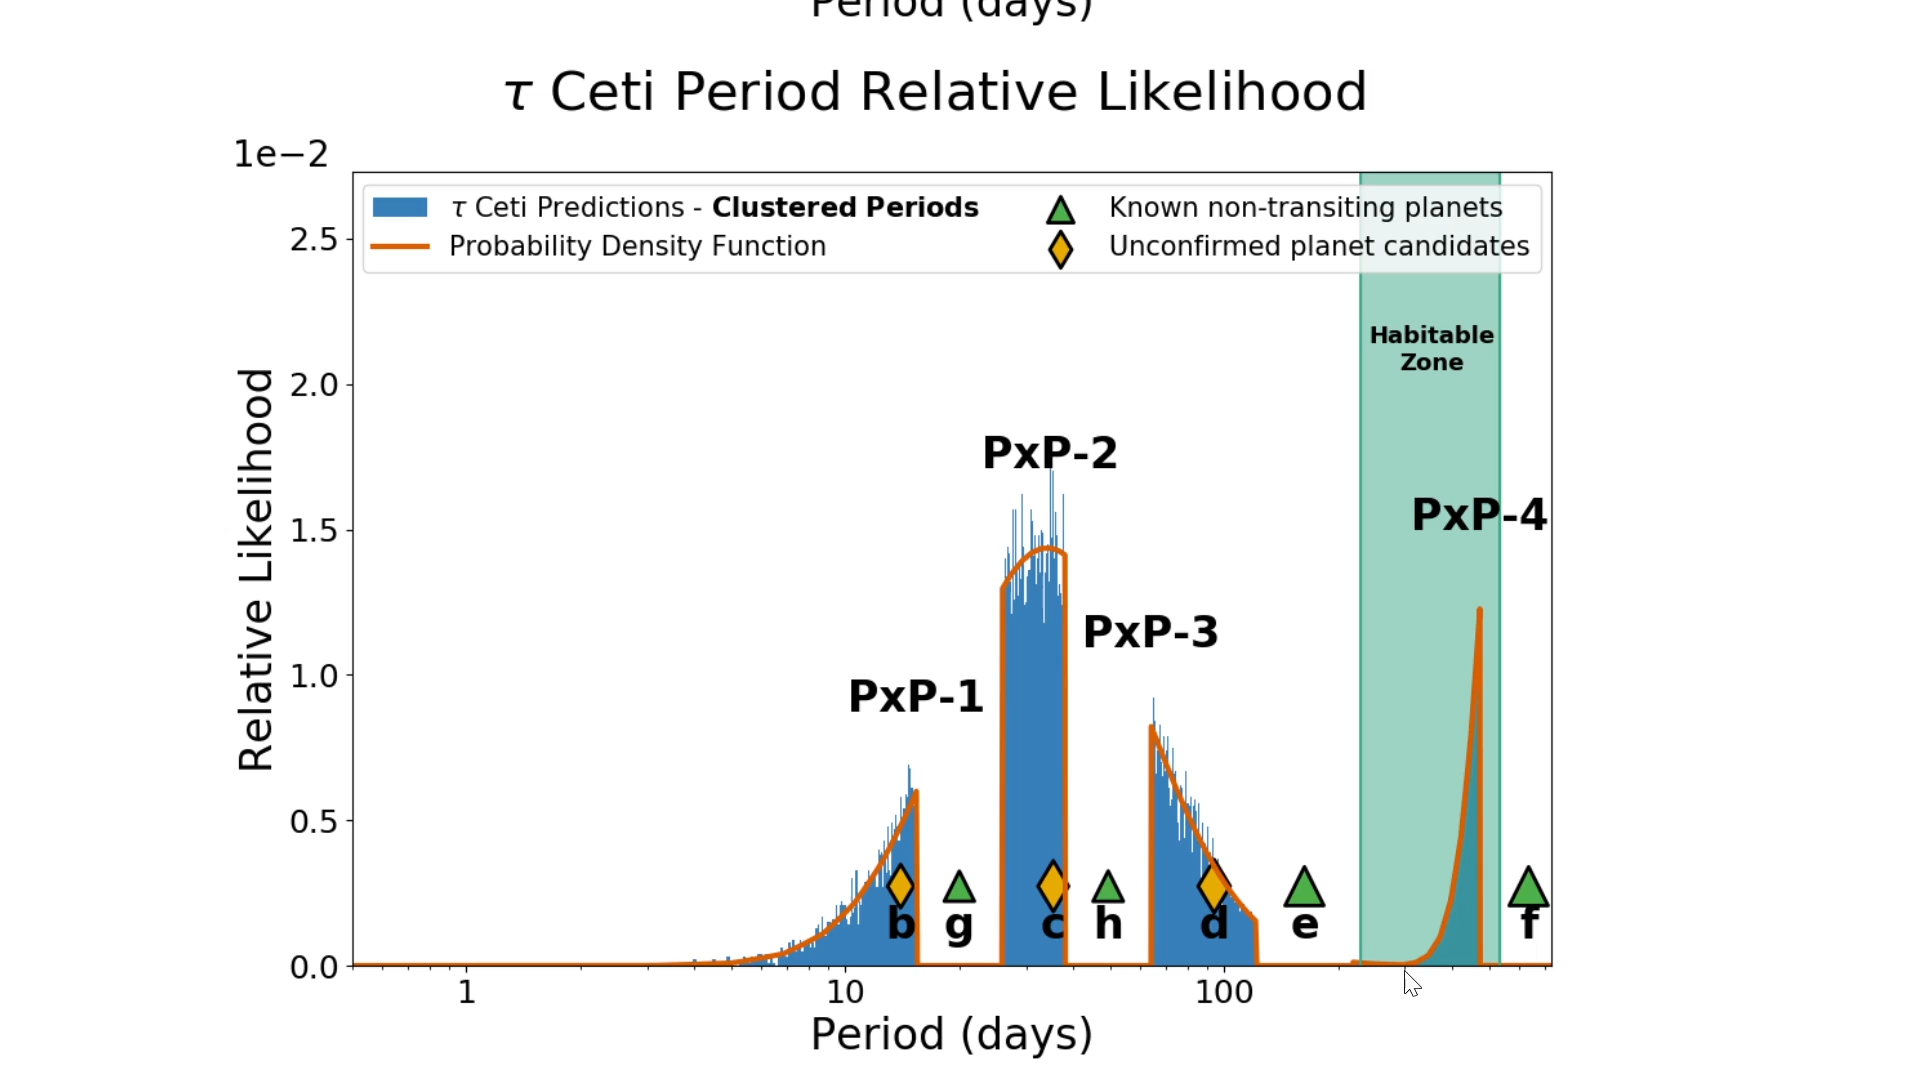 Period (days)
τ Ceti Period Relative Likelihood
1e−2
τ Ceti Predictions - Clustered Periods
Probability Density Function
Known non-transiting planets
Unconfirmed planet candidates
2.5
2.0
1.5
1.0
0.5
0.0
Relative Likelihood
Habitable
Zone
PxP-2
PxP-4
PxP-3
PxP-1
b g c h d e f
1 10 100
Period (days)